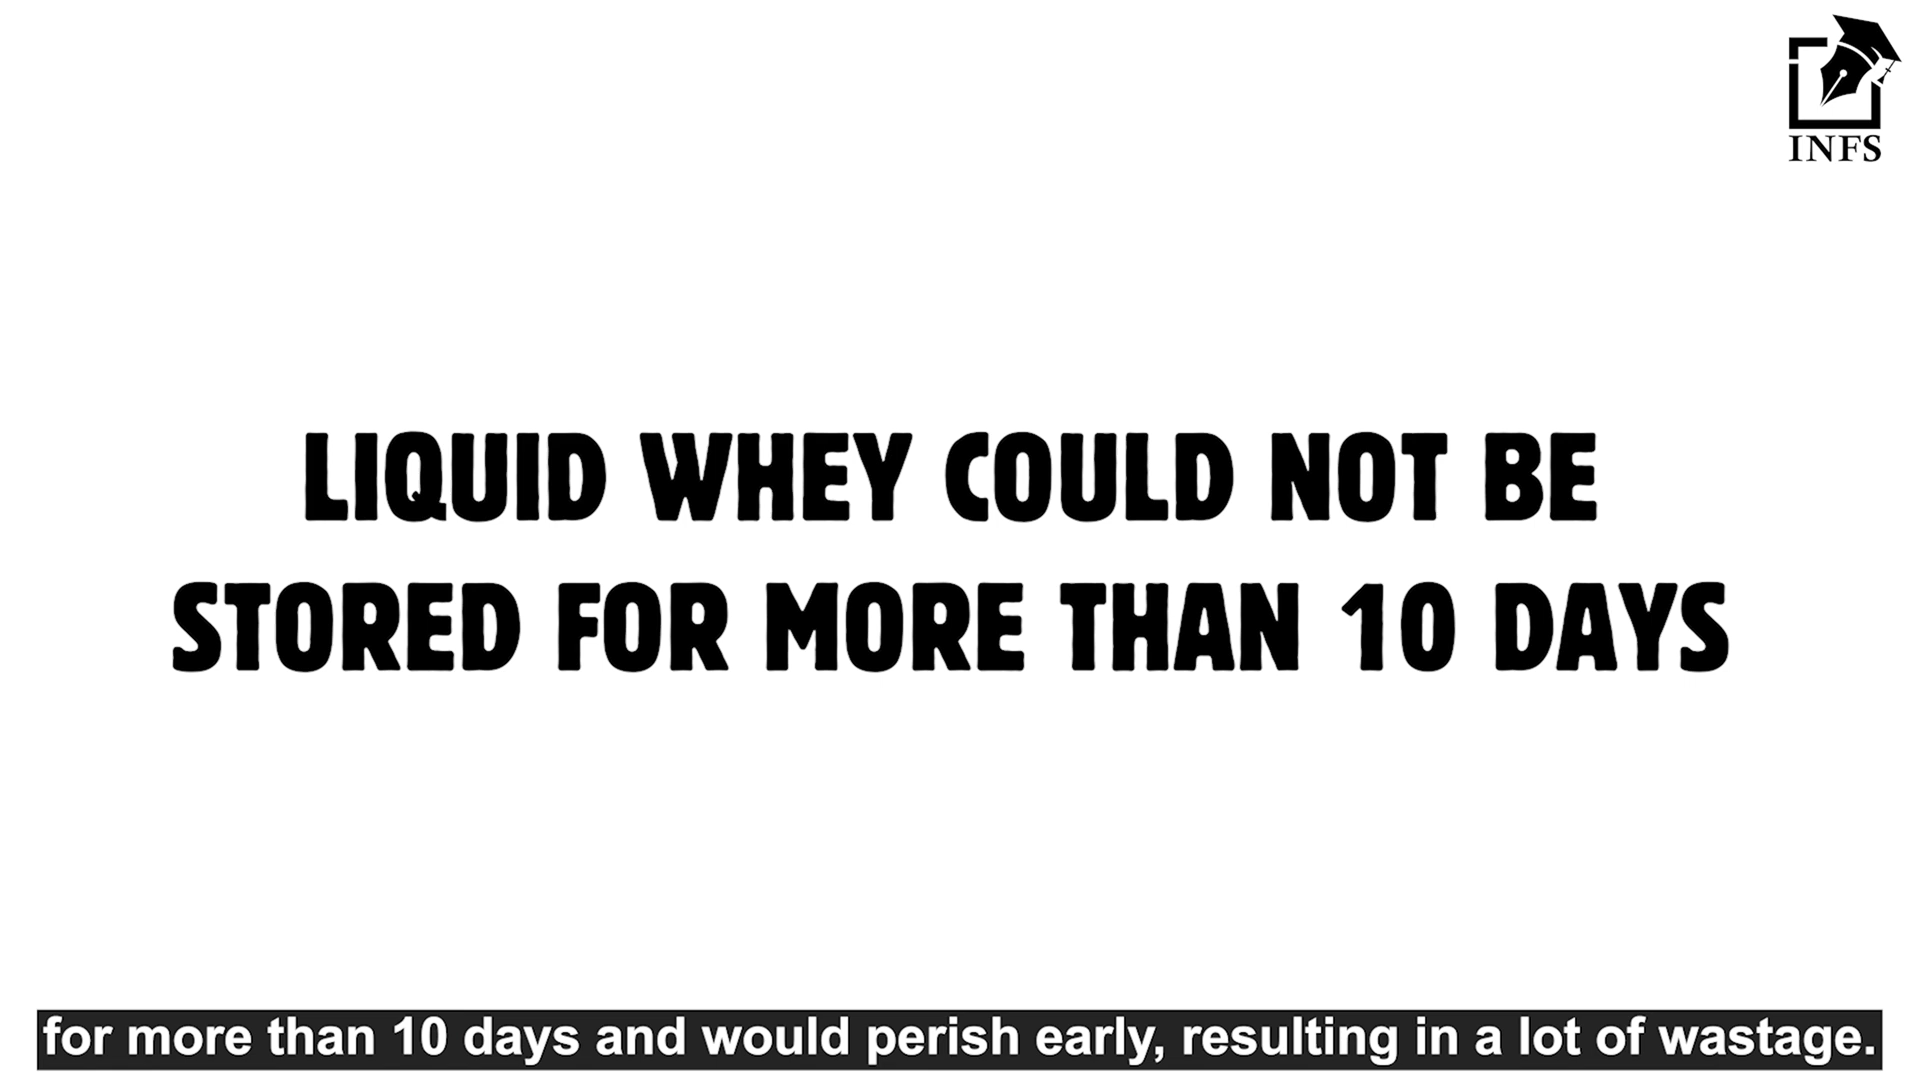 INFS
LIQUID WHEY COULD NOT BE
STORED FOR MORE THAN 10 DAYS
for more than 10 days and would perish early, resulting in a lot of wastage.